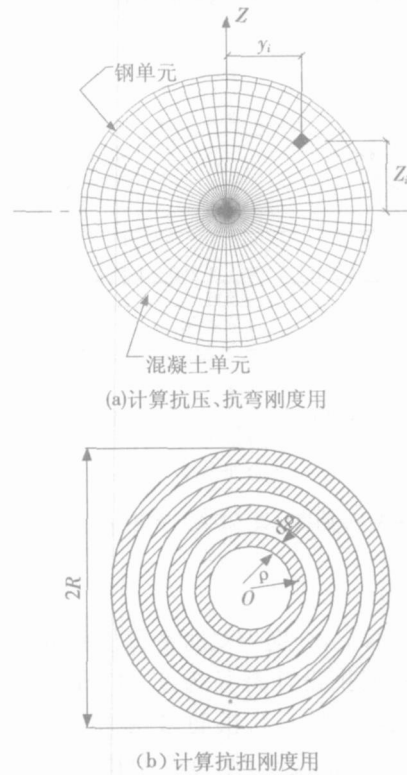 Z
y_i
钢单元
Z_i
混凝土单元
(a)计算抗压、抗弯刚度用
dρ
ρ
O
2R
(b)计算抗扭刚度用